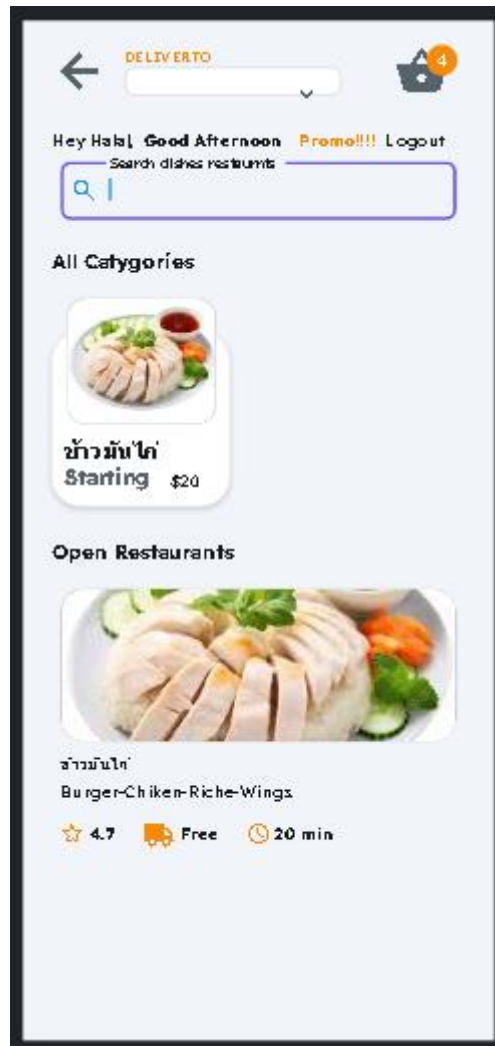 DELIVERTO
4
Hey Halal, Good Afternoon Promo!!!! Logout
Search dishes restaurnts
All Catygories
ข้าวมันไก่
Starting $20
Open Restaurants
ข้าวมันไก่
Burger-Chiken-Riche-Wings
4.7 Free 20 min